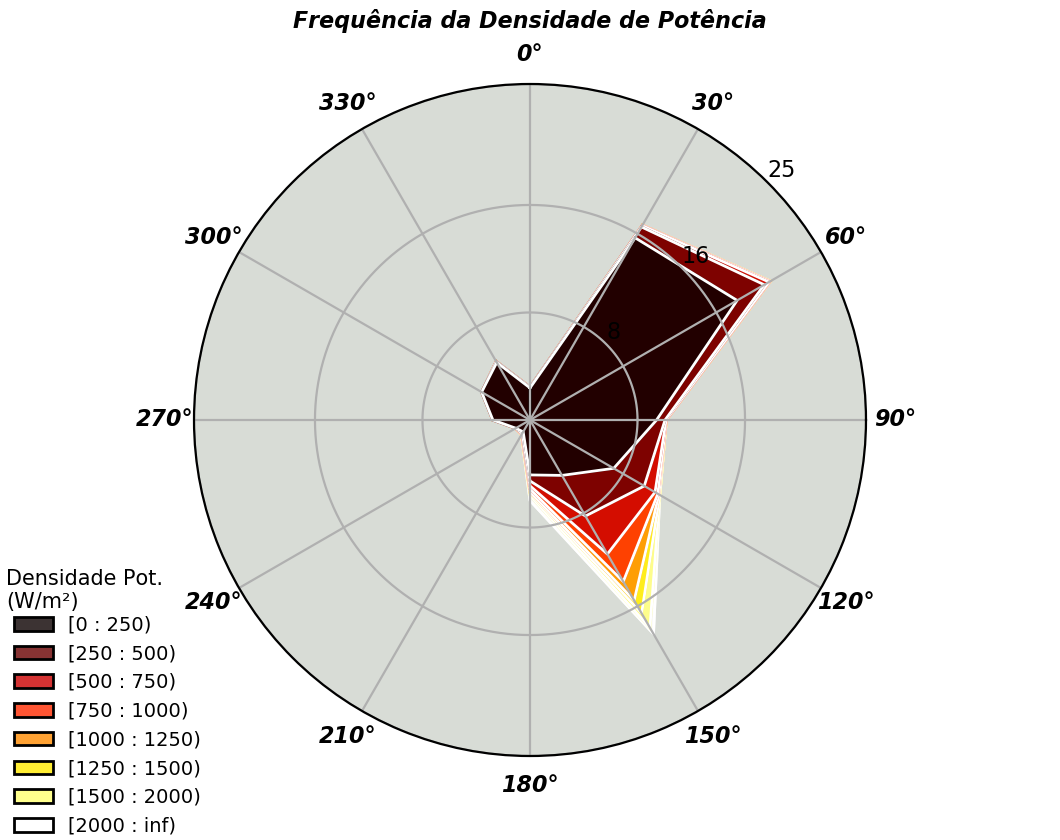 Frequência da Densidade de Potência
0°
330°
30°
25
300°
60°
16
8
270°
90°
Densidade Pot.
(W/m²)
240°
120°
[0 : 250)
[250 : 500)
[500 : 750)
[750 : 1000)
210°
150°
[1000 : 1250)
[1250 : 1500)
180°
[1500 : 2000)
[2000 : inf)